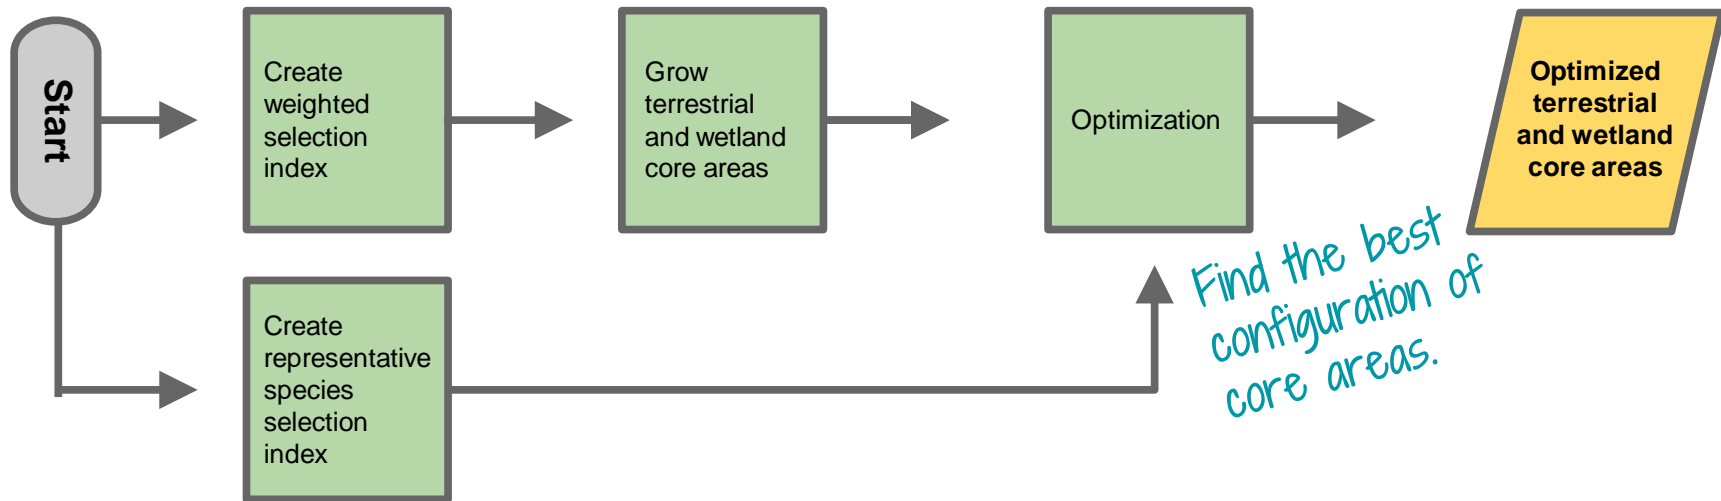 Start
Create
weighted
selection
index
Grow
terrestrial
and wetland
core areas
Optimization
Optimized
terrestrial
and wetland
core areas
Find the best
configuration of
core areas.
Create
representative
species
selection
index